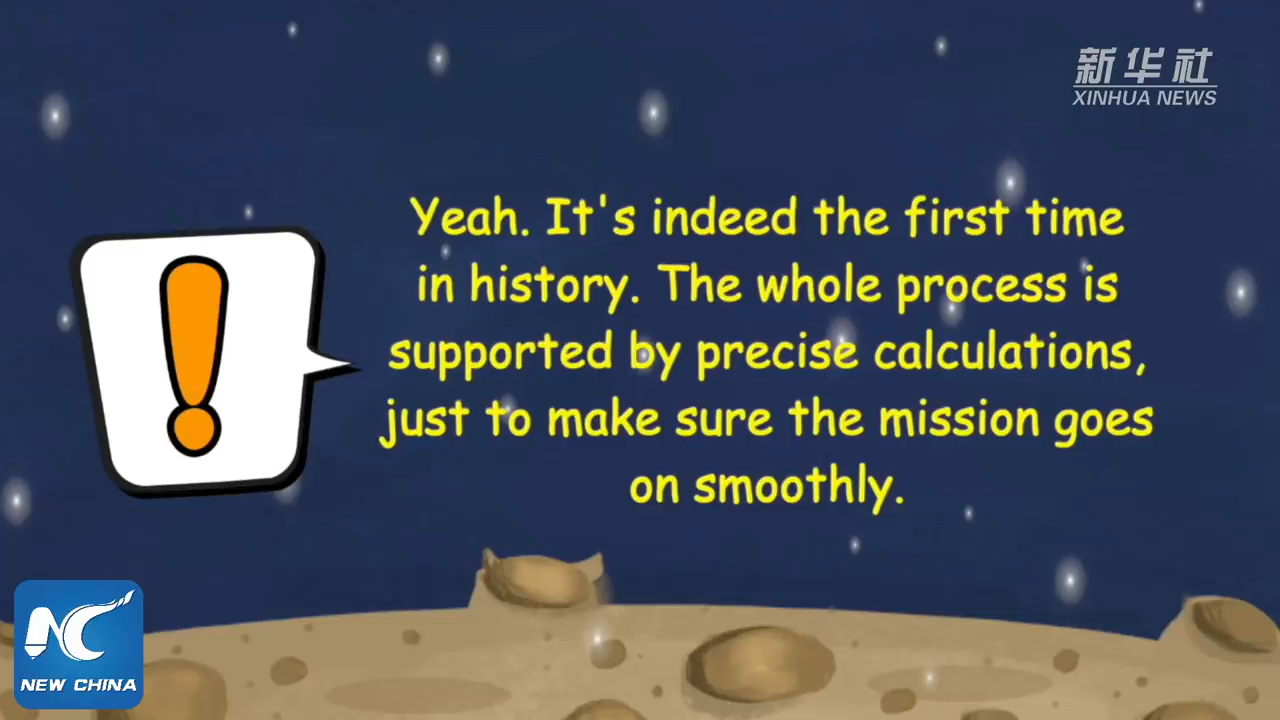 新华社
XINHUA NEWS
Yeah. It's indeed the first time
in history. The whole process is
supported by precise calculations,
just to make sure the mission goes
on smoothly.
NC
NEW CHINA